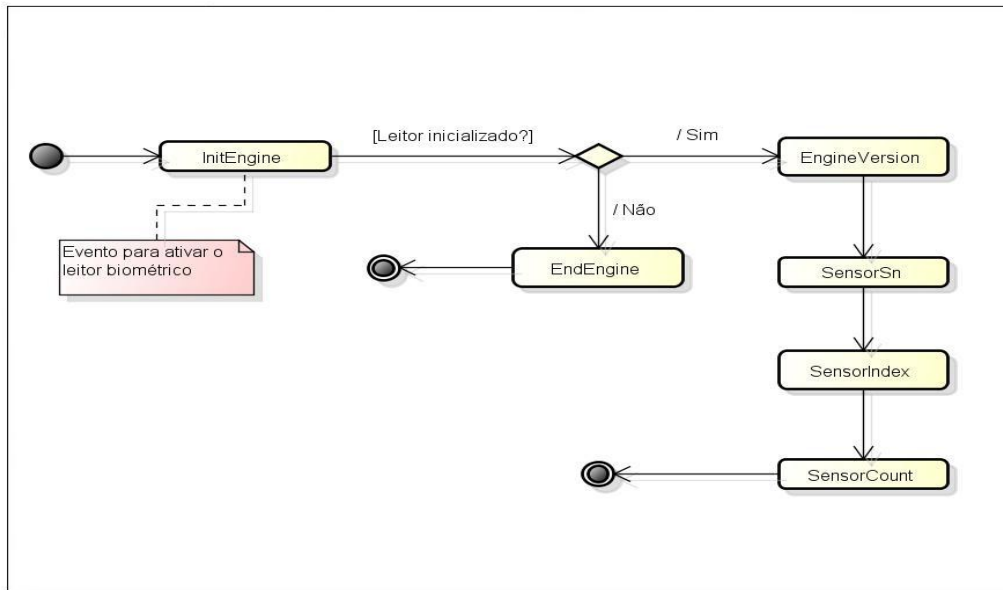 [Leitor inicializado?]
/ Sim
InitEngine
EngineVersion
/ Não
Evento para ativar o
leitor biométrico
EndEngine
SensorSn
SensorIndex
SensorCount